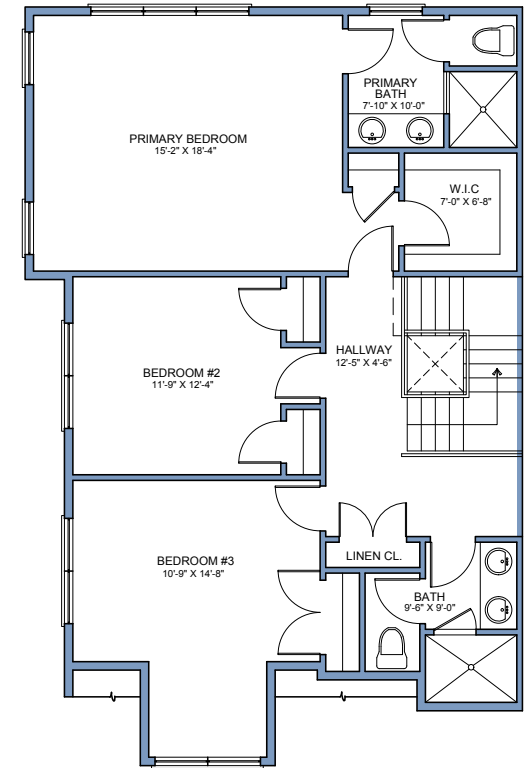 PRIMARY
BATH
7'-10" X 10'-0"
PRIMARY BEDROOM
15'-2" X 18'-4"
W.I.C
7'-0" X 6'-8"
HALLWAY
12'-5" X 4'-6"
BEDROOM #2
11'-9" X 12'-4"
BEDROOM #3
10'-9" X 14'-8"
LINEN CL.
BATH
9'-6" X 9'-0"